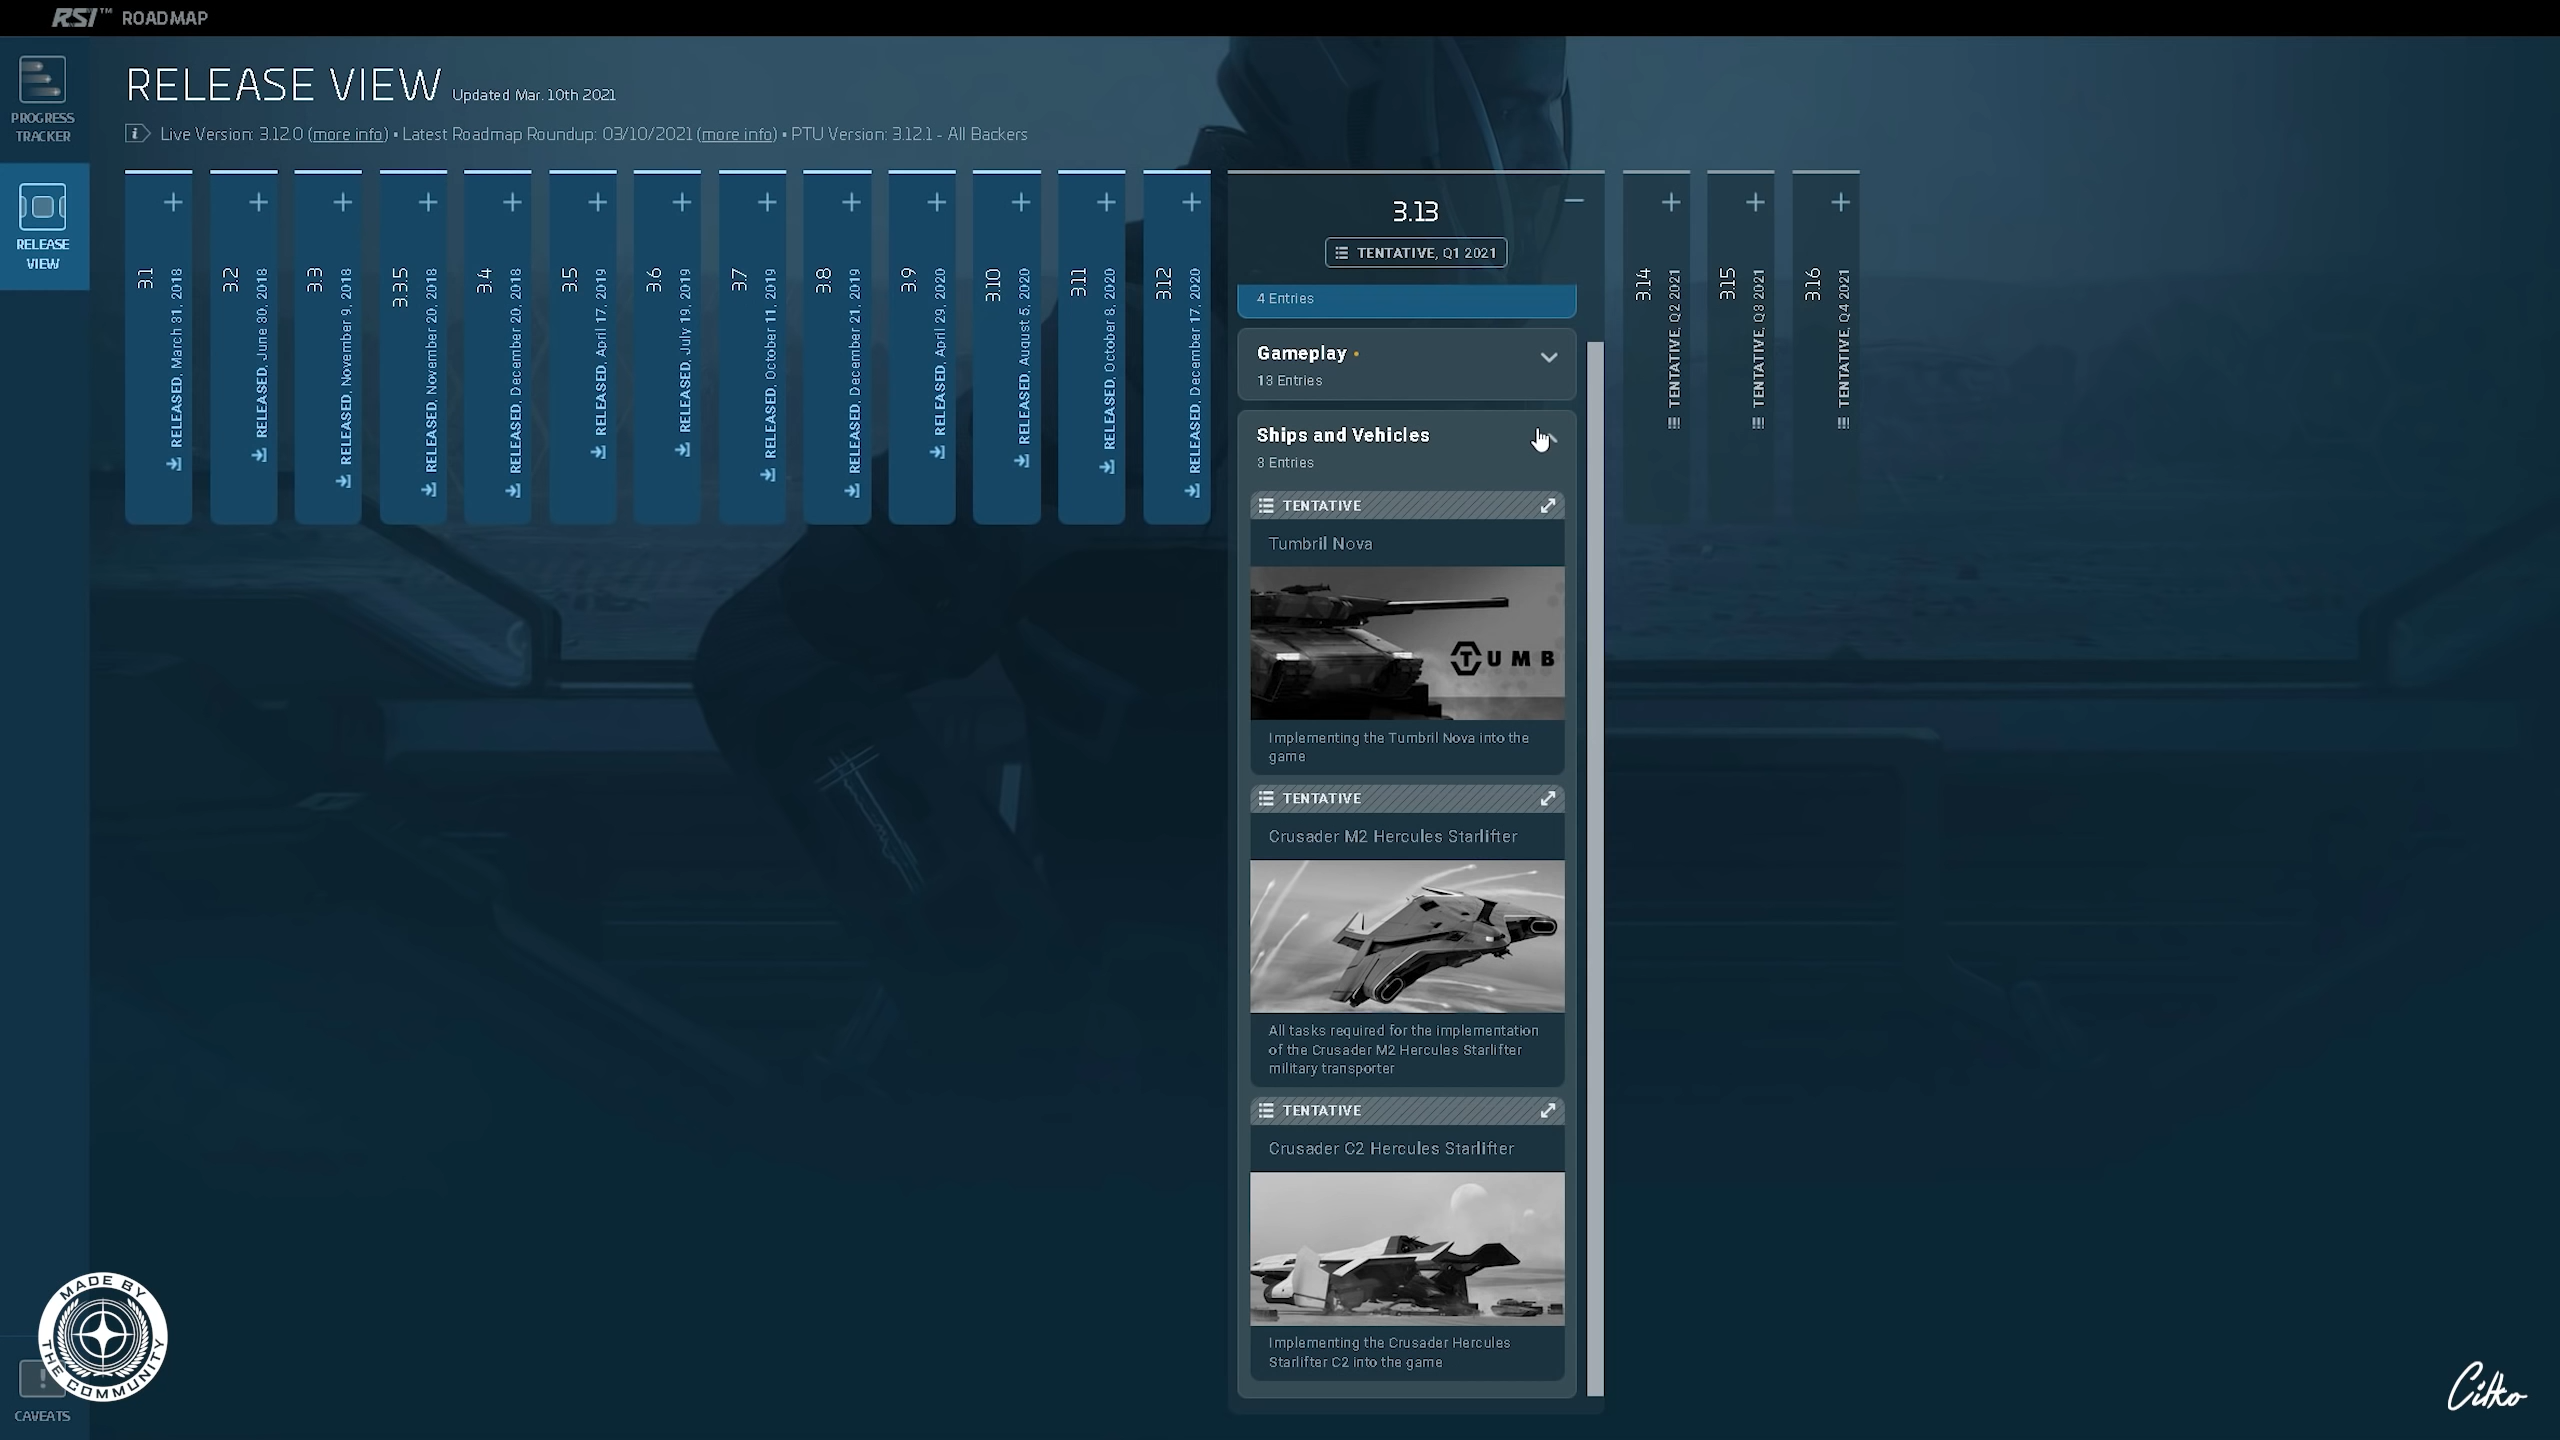 RSI™ ROADMAP
PROGRESS
TRACKER
RELEASE
VIEW
RELEASE VIEW Updated Mar. 10th 2021
Live Version: 3.12.0 (more info) • Latest Roadmap Roundup: 03/10/2021 (more info) • PTU Version: 3.12.1 - All Backers
3.1
RELEASED, March 31, 2018
3.2
RELEASED, June 30, 2018
3.3
RELEASED, November 9, 2018
3.3.5
RELEASED, November 20, 2018
3.4
RELEASED, December 20, 2018
3.5
RELEASED, April 17, 2019
3.6
RELEASED, July 19, 2019
3.7
RELEASED, October 11, 2019
3.8
RELEASED, December 21, 2019
3.9
RELEASED, April 29, 2020
3.10
RELEASED, August 5, 2020
3.11
RELEASED, October 8, 2020
3.12
RELEASED, December 17, 2020
3.13
TENTATIVE, Q1 2021
4 Entries
Gameplay
13 Entries
Ships and Vehicles
3 Entries
TENTATIVE
Tumbril Nova
TUMB
Implementing the Tumbril Nova into the
game
TENTATIVE
Crusader M2 Hercules Starlifter
All tasks required for the implementation
of the Crusader M2 Hercules Starlifter
military transporter
TENTATIVE
Crusader C2 Hercules Starlifter
Implementing the Crusader Hercules
Starlifter C2 into the game
3.14
TENTATIVE, Q2 2021
3.15
TENTATIVE, Q3 2021
3.16
TENTATIVE, Q4 2021
MADE BY
THE COMMUNITY
CAVEATS